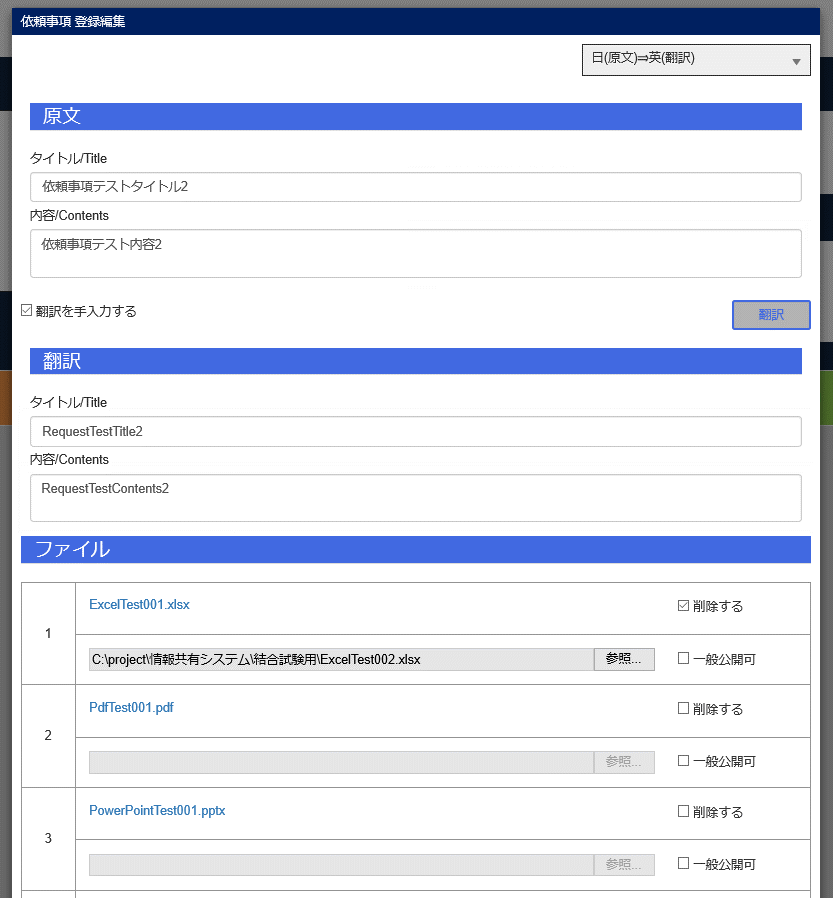 依頼事項 登録編集
日(原文)⇒英(翻訳)
原文
タイトル/Title
依頼事項テストタイトル2
内容/Contents
依頼事項テスト内容2
翻訳を手入力する
翻訳
翻訳
タイトル/Title
RequestTestTitle2
内容/Contents
RequestTestContents2
ファイル
1
ExcelTest001.xlsx
削除する
C:\project\情報共有システム\結合試験用\ExcelTest002.xlsx
参照...
一般公開可
2
PdfTest001.pdf
削除する
参照...
一般公開可
3
PowerPointTest001.pptx
削除する
参照...
一般公開可